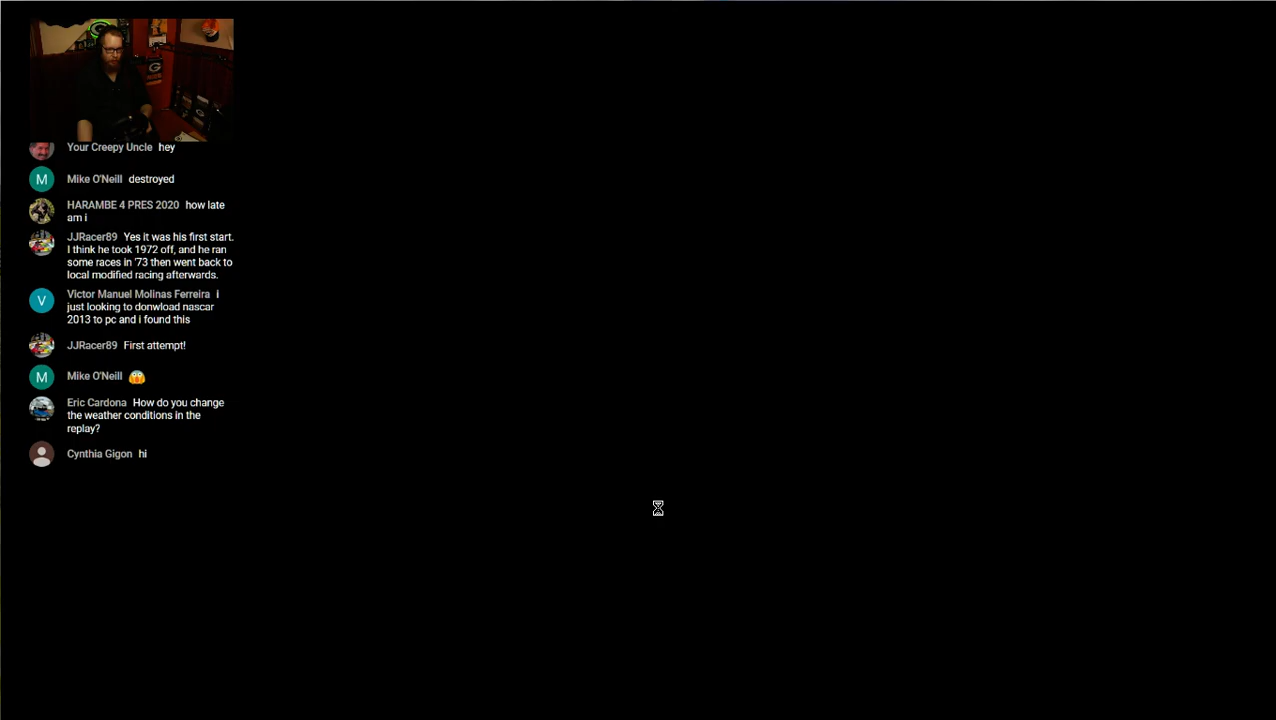 Your Creepy Uncle hey
Mike O'Neill destroyed
HARAMBE 4 PRES 2020 how late
am i
JJRacer89 Yes it was his first start.
I think he took 1972 off, and he ran
some races in '73 then went back to
local modified racing afterwards.
Victor Manuel Molinas Ferreira i
just looking to donwload nascar
2013 to pc and i found this
JJRacer89 First attempt!
Mike O'Neill 😱
Eric Cardona How do you change
the weather conditions in the
replay?
Cynthia Gigon hi
M
M
V